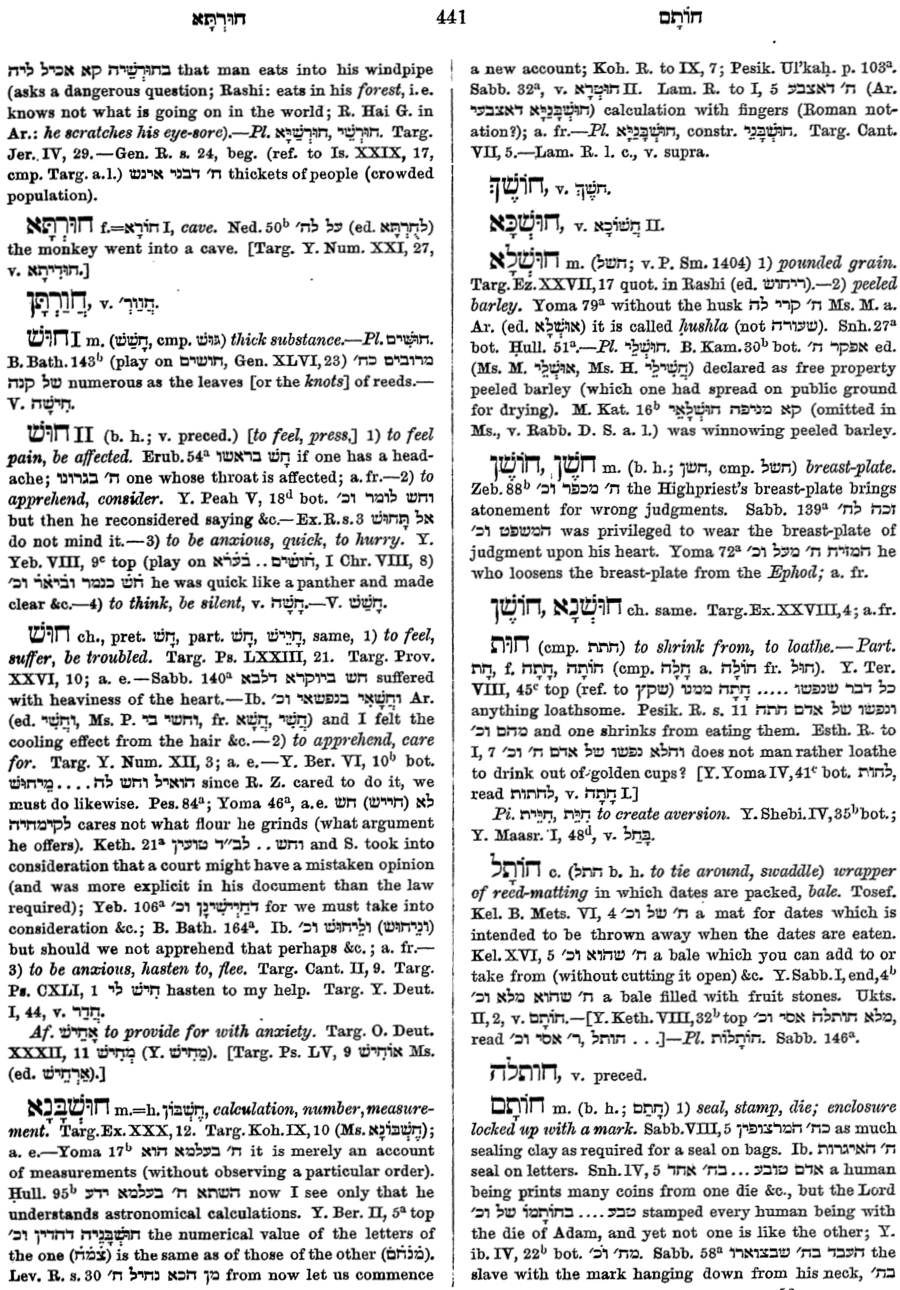 חוּרְתָּא
441
חוֹתָם
בחוּרְשֵׁיה קא אכיל ליה that man eats into his windpipe
(asks a dangerous question; Rashi: eats in his forest, i. e.
knows not what is going on in the world; R. Hai G. in
Ar.: he scratches his eye-sore).—Pl. חוּרְשֵׁי, חוּרְשַׁיָּא. Targ.
Jer. IV, 29.—Gen. R. s. 24, beg. (ref. to Is. XXIX, 17,
cmp. Targ. a. l.) ח׳ דבני אינש thickets of people (crowded
population).
חוּרְתָּא f.=חוֹרָא I, cave. Ned. 50ᵇ על לח׳ (ed. לְחֻרְתָּא)
the monkey went into a cave. [Targ. Y. Num. XXI, 27,
v. חוּרִיתא.]
חֲוַרְתָּן, v. חֲנַוַּר׳.
חוּשׁ I m. (חָשַׁשׁ, cmp. גּוּשׁ) thick substance.—Pl. חוּשִׁים.
B. Bath. 143ᵇ (play on חושים, Gen. XLVI, 23) מרובים כח׳
של קנה numerous as the leaves [or the knots] of reeds.—
V. חִישָׁה.
חוּשׁ II (b. h.; v. preced.) [to feel, press,] 1) to feel
pain, be affected. Erub. 54ᵃ חָשׁ בראשו if one has a head-
ache; ח׳ בגרונו one whose throat is affected; a. fr.—2) to
apprehend, consider. Y. Peah V, 18ᵈ bot. וחש לומר וכ׳
but then he reconsidered saying &c.—Ex. R. s. 3 אל תָּחוּשׁ
do not mind it.—3) to be anxious, quick, to hurry. Y.
Yeb. VIII, 9ᶜ top (play on חושים .. בערא, I Chr. VIII, 8)
חש כנמר וביאר וכ׳ he was quick like a panther and made
clear &c.—4) to think, be silent, v. חָשָׁה.—V. חָשַׁשׁ.
חוּשׁ ch., pret. חָשׁ, part. חָשׁ, חָיֵישׁ, same, 1) to feel,
suffer, be troubled. Targ. Ps. LXXIII, 21. Targ. Prov.
XXVI, 10; a. e.—Sabb. 140ᵃ חש ביוקרא דלבא suffered
with heaviness of the heart.—Ib. וְחָשַׁאי בנפשאי וכ׳ Ar.
(ed. וְחָשֵׁי, Ms. P. וחשי בי, fr. חֲשָׁא, חֲשֵׁי) and I felt the
cooling effect from the hair &c.—2) to apprehend, care
for. Targ. Y. Num. XII, 3; a. e.—Y. Ber. VI, 10ᵇ bot.
הואיל וחש לה....מֵיחוּשׁ since R. Z. cared to do it, we
must do likewise. Pes. 84ᵃ; Yoma 46ᵃ, a. e. לא (חייש) חש
לקימחיה cares not what flour he grinds (what argument
he offers). Keth. 21ᵃ וחש .. לב״ד טועין and S. took into
consideration that a court might have a mistaken opinion
(and was more explicit in his document than the law
required); Yeb. 106ᵃ דחָיְישִׁינָן וכ׳ for we must take into
consideration &c.; B. Bath. 164ᵃ. Ib. וְלֵיחוּשׁ וכ׳ (וְנֵיחוּשׁ)
but should we not apprehend that perhaps &c.; a. fr.—
3) to be anxious, hasten to, flee. Targ. Cant. II, 9. Targ.
Ps. CXLI, 1 חִישׁ לי hasten to my help. Targ. Y. Deut.
I, 44, v. חֲדַר.
Af. אָחִישׁ to provide for with anxiety. Targ. O. Deut.
XXXII, 11 מְחִישׁ (Y. מֵחִישׁ). [Targ. Ps. LV, 9 אוֹחִישׁ Ms.
(ed. אַרְחִישׁ).]
חוּשְׁבָּנָא m.=h. חֶשְׁבּוֹן, calculation, number, measure-
ment. Targ. Ex. XXX, 12. Targ. Koh. IX, 10 (Ms. חֶשְׁבּוֹנָא);
a. e.—Yoma 17ᵇ ח׳ בעלמא הוא it is merely an account
of measurements (without observing a particular order).
Ḥull. 95ᵇ השתא ח׳ בעלמא ידע now I see only that he
understands astronomical calculations. Y. Ber. II, 5ᵃ top
חוּשְׁבָּנֵיה דהדין וכ׳ the numerical value of the letters of
the one (צמח) is the same as of those of the other (מנחם).
Lev. R. s. 30 מן הכא נחיל ח׳ from now let us commence
a new account; Koh. R. to IX, 7; Pesik. Ul'kaḥ. p. 103ᵃ.
Sabb. 32ᵃ, v. חוּטְרָא II. Lam. R. to I, 5 ח׳ דאצבע (Ar.
חוּשְׁבָּנַיָּא דאצבעי) calculation with fingers (Roman not-
ation?); a. fr.—Pl. חוּשְׁבָּנַיָּא, constr. חוּשְׁבָּנֵי. Targ. Cant.
VII, 5.—Lam. R. l. c., v. supra.
חוֹשֶׁךְ, v. חשֶׁךְ.
חוּשְׁכָּא, v. חֲשׁוֹכָא II.
חוּשְׁלָא m. (חשל; v. P. Sm. 1404) 1) pounded grain.
Targ. Ez. XXVII, 17 quot. in Rashi (ed. ריחוש).—2) peeled
barley. Yoma 79ᵃ without the husk ח׳ קרי לה Ms. M. a.
Ar. (ed. אוּשְׁלָא) it is called ḥushla (not שעורה). Snh. 27ᵃ
bot. Ḥull. 51ᵃ.—Pl. חוּשְׁלֵי. B. Kam. 30ᵇ bot. אפקר ח׳ ed.
(Ms. M. אוּשְׁלֵי, Ms. H. חֲשִׁילֵי) declared as free property
peeled barley (which one had spread on public ground
for drying). M. Kat. 16ᵇ קא מניפה חוּשְׁלָאֵי (omitted in
Ms., v. Rabb. D. S. a. l.) was winnowing peeled barley.
חוֹשֶׁן, חשֶׁן m. (b. h.; חשן, cmp. חשל) breast-plate.
Zeb. 88ᵇ ח׳ מכפר וכ׳ the Highpriest's breast-plate brings
atonement for wrong judgments. Sabb. 139ᵃ זכה לח׳
המשפט וכ׳ was privileged to wear the breast-plate of
judgment upon his heart. Yoma 72ᵃ המזיח ח׳ מעל וכ׳ he
who loosens the breast-plate from the Ephod; a. fr.
חוּשְׁנָא, חוֹשֶׁן ch. same. Targ. Ex. XXVIII, 4; a. fr.
חוּת (cmp. חתת) to shrink from, to loathe.—Part.
חָת, f. חָתָה, חוֹתָה (cmp. חָלָה a. חוֹלָה fr. חוּל). Y. Ter.
VIII, 45ᶜ top (ref. to שקץ) כל דבר שנפשו ..... חָתָה ממנו
anything loathsome. Pesik. R. s. 11 ונפשו של אדם חתה
מהם וכ׳ and one shrinks from eating them. Esth. R. to
I, 7 והלא נפשו של אדם ח׳ וכ׳ does not man rather loathe
to drink out of golden cups? [Y. Yoma IV, 41ᶜ bot. לחות,
read לחתות, v. חָתָה I.]
Pi. חִיֵּת, חִיֵּית to create aversion. Y. Shebi. IV, 35ᵇ bot.;
Y. Maasr. I, 48ᵈ, v. בָּחַל.
חוֹתָל c. (חתל b. h. to tie around, swaddle) wrapper
of reed-matting in which dates are packed, bale. Tosef.
Kel. B. Mets. VI, 4 ח׳ של וכ׳ a mat for dates which is
intended to be thrown away when the dates are eaten.
Kel. XVI, 5 ח׳ שהוא וכ׳ a bale which you can add to or
take from (without cutting it open) &c. Y. Sabb. I, end, 4ᵇ
ח׳ שהוא מלא וכ׳ a bale filled with fruit stones. Ukts.
II, 2, v. חוֹתָם.—[Y. Keth. VIII, 32ᵇ top מלא חותלה אסי וכ׳,
read חותל, ר׳ אסי וכ׳ . . .]—Pl. חוֹתָלוֹת. Sabb. 146ᵃ.
חותלה, v. preced.
חוֹתָם m. (b. h.; חָתַם) 1) seal, stamp, die; enclosure
locked up with a mark. Sabb. VIII, 5 כח׳ המרצופין as much
sealing clay as required for a seal on bags. Ib. ח׳ האיגרות
seal on letters. Snh. IV, 5 אדם טובע ... בח׳ אחד a human
being prints many coins from one die &c., but the Lord
טבע .... בחוֹתָמוֹ של וכ׳ stamped every human being with
the die of Adam, and yet not one is like the other; Y.
ib. IV, 22ᵇ bot. מח׳ וכ׳. Sabb. 58ᵃ העבד בח׳ שבצוארו the
slave with the mark hanging down from his neck, בח׳